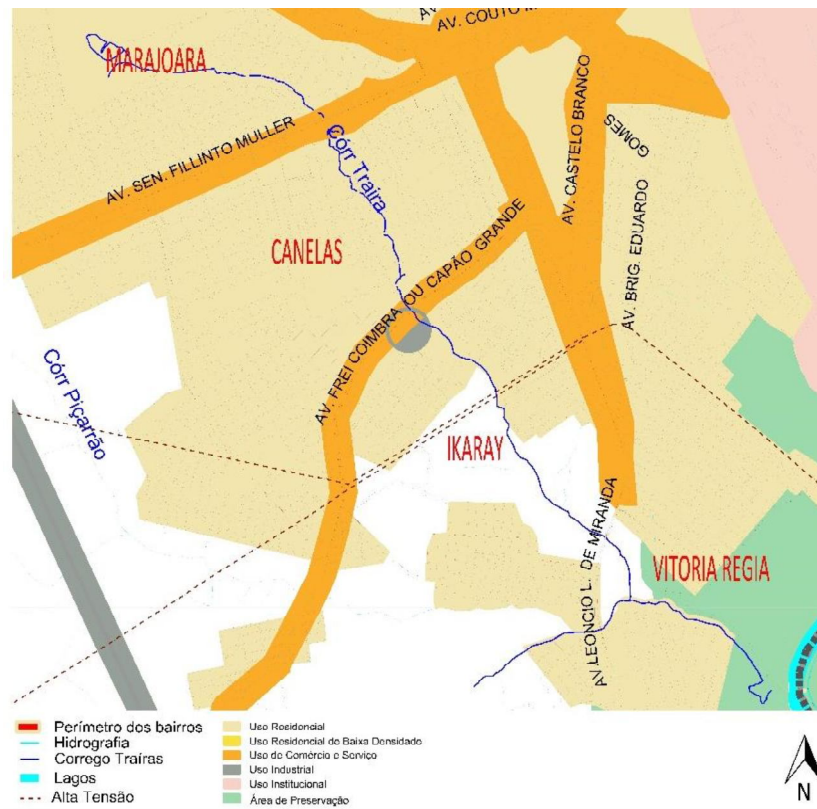 AV. COUTO M
MARAJOARA
AV. SEN. FILLINTO MULLER
Córr Traíra
AV. CASTELO BRANCO
GOMES
AV. BRIG. EDUARDO
CANELAS
AV. FREI COIMBRA OU CAPÃO GRANDE
Córr Piçarrão
IKARAY
AV LEONCIO L. DE MIRANDA
VITORIA REGIA
Perímetro dos bairros
Hidrografia
Corrego Traíras
Lagos
Alta Tensão
Uso Residencial
Uso Residencial de Baixa Densidade
Uso de Comércio e Serviço
Uso Industrial
Uso Institucional
Área de Preservação
N